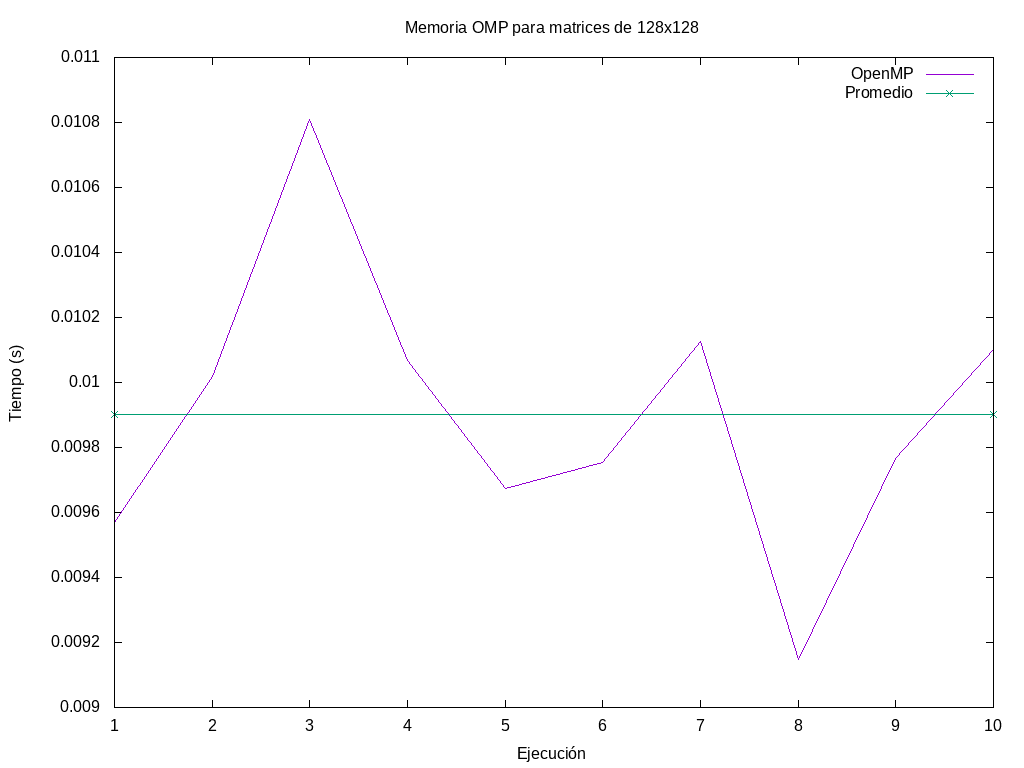 Memoria OMP para matrices de 128x128
OpenMP
Promedio
0.011
0.0108
0.0106
0.0104
0.0102
0.01
0.0098
0.0096
0.0094
0.0092
0.009
Tiempo (s)
1 2 3 4 5 6 7 8 9 10
Ejecución